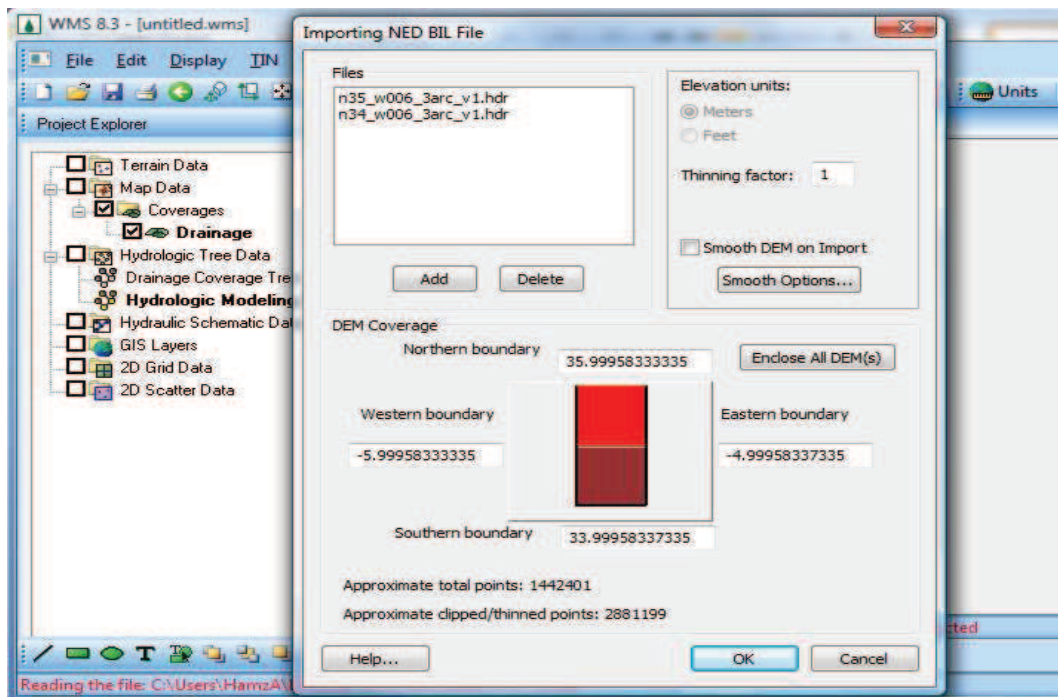 WMS 8.3 - [untitled.wms]
File Edit Display TIN
Units
Project Explorer
Terrain Data
Map Data
Coverages
Drainage
Hydrologic Tree Data
Drainage Coverage Tre
Hydrologic Modeling
Hydraulic Schematic Dat
GIS Layers
2D Grid Data
2D Scatter Data
T
Reading the file: C:\Users\HamzA\
Importing NED BIL File
Files
n35_w006_3arc_v1.hdr
n34_w006_3arc_v1.hdr
Add Delete
Elevation units:
Meters
Feet
Thinning factor: 1
Smooth DEM on Import
Smooth Options...
DEM Coverage
Northern boundary
35.99958333335
Enclose All DEM(s)
Western boundary
-5.99958333335
Eastern boundary
-4.99958337335
Southern boundary
33.99958337335
Approximate total points: 1442401
Approximate clipped/thinned points: 2881199
Help... OK Cancel
cted